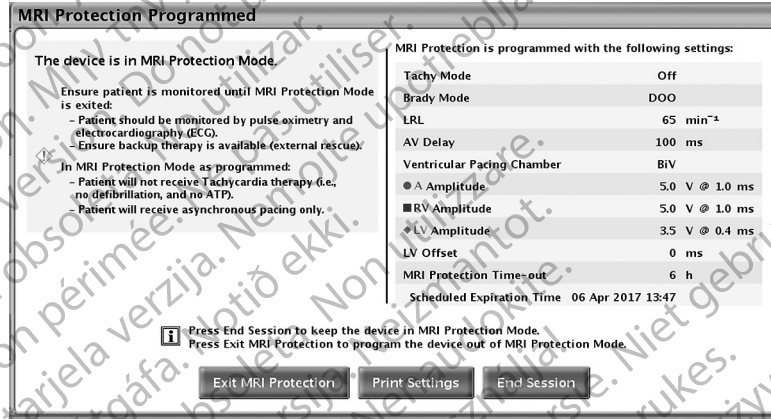 MRI Protection Programmed
The device is in MRI Protection Mode.
Ensure patient is monitored until MRI Protection Mode
is exited:
– Patient should be monitored by pulse oximetry and
electrocardiography (ECG).
– Ensure backup therapy is available (external rescue).
In MRI Protection Mode as programmed:
– Patient will not receive Tachycardia therapy (i.e.,
no defibrillation, and no ATP).
– Patient will receive asynchronous pacing only.
MRI Protection is programmed with the following settings:
Tachy Mode Off
Brady Mode DOO
LRL 65 min⁻¹
AV Delay 100 ms
Ventricular Pacing Chamber BiV
A Amplitude 5.0 V @ 1.0 ms
RV Amplitude 5.0 V @ 1.0 ms
LV Amplitude 3.5 V @ 0.4 ms
LV Offset 0 ms
MRI Protection Time-out 6 h
Scheduled Expiration Time 06 Apr 2017 13:47
Press End Session to keep the device in MRI Protection Mode.
Press Exit MRI Protection to program the device out of MRI Protection Mode.
Exit MRI Protection
Print Settings
End Session